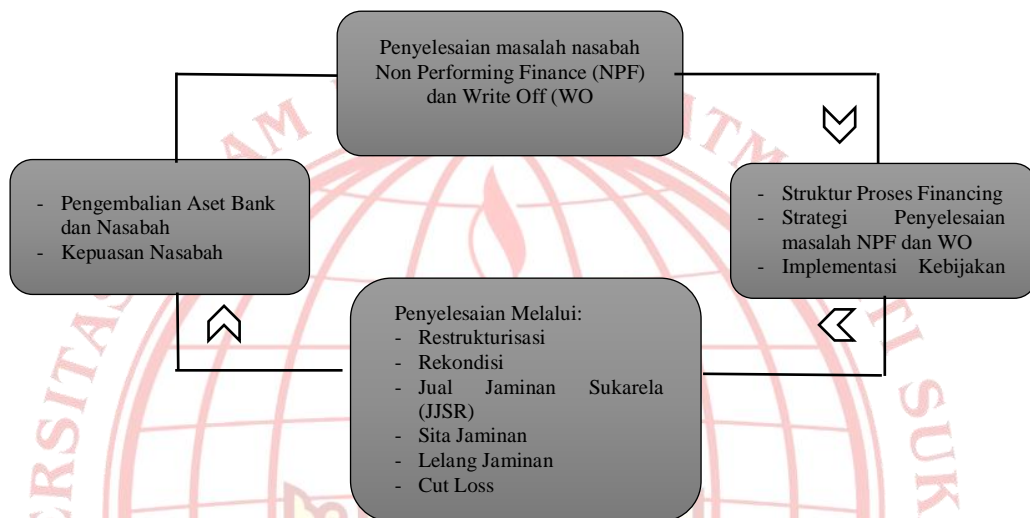 Penyelesaian masalah nasabah
Non Performing Finance (NPF)
dan Write Off (WO
- Pengembalian Aset Bank
dan Nasabah
- Kepuasan Nasabah
- Struktur Proses Financing
- Strategi Penyelesaian
masalah NPF dan WO
- Implementasi Kebijakan
Penyelesaian Melalui:
- Restrukturisasi
- Rekondisi
- Jual Jaminan Sukarela
(JJSR)
- Sita Jaminan
- Lelang Jaminan
- Cut Loss